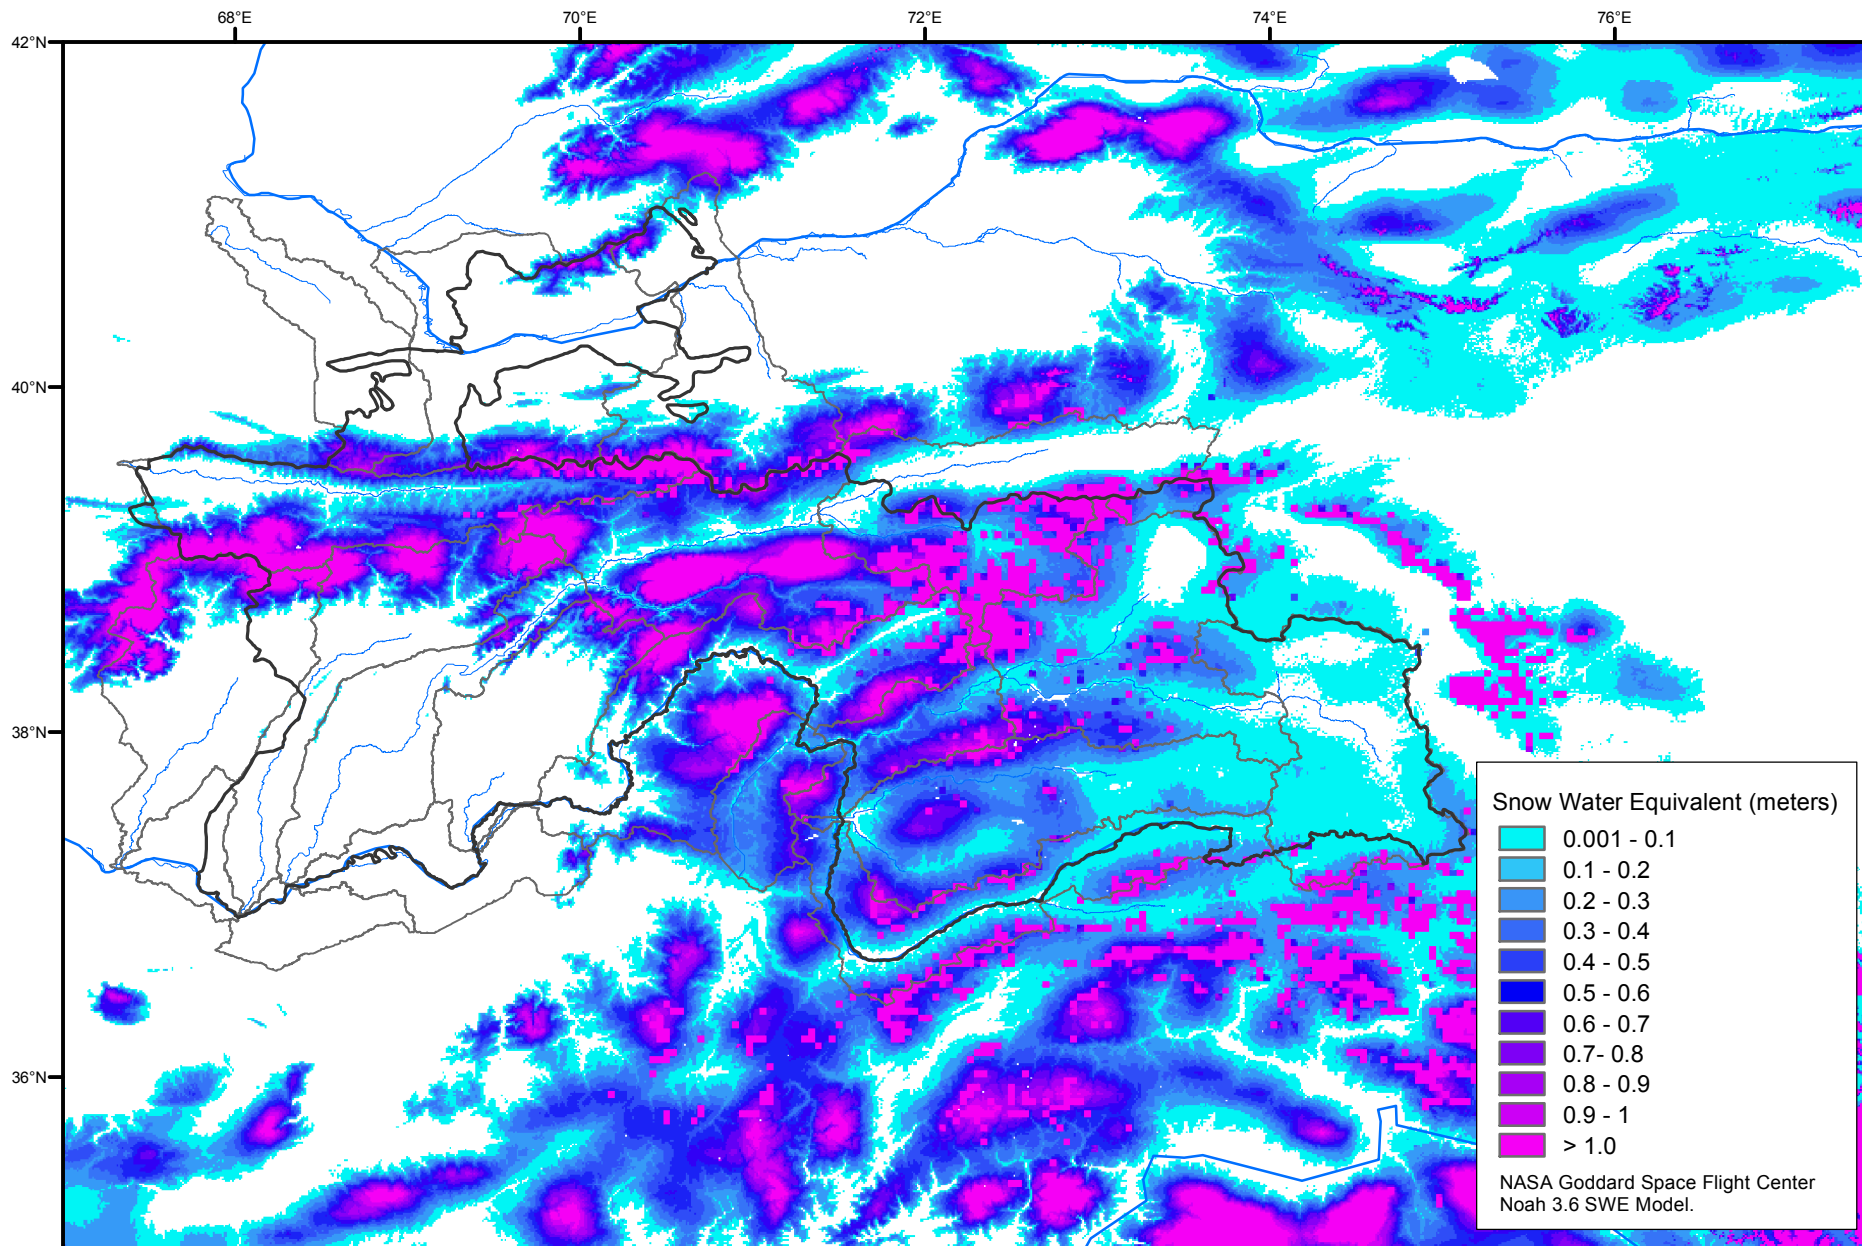 68°E 70°E 72°E 74°E 76°E
42°N
40°N
38°N
36°N
Snow Water Equivalent (meters)
0.001 - 0.1
0.1 - 0.2
0.2 - 0.3
0.3 - 0.4
0.4 - 0.5
0.5 - 0.6
0.6 - 0.7
0.7- 0.8
0.8 - 0.9
0.9 - 1
> 1.0
NASA Goddard Space Flight Center
Noah 3.6 SWE Model.